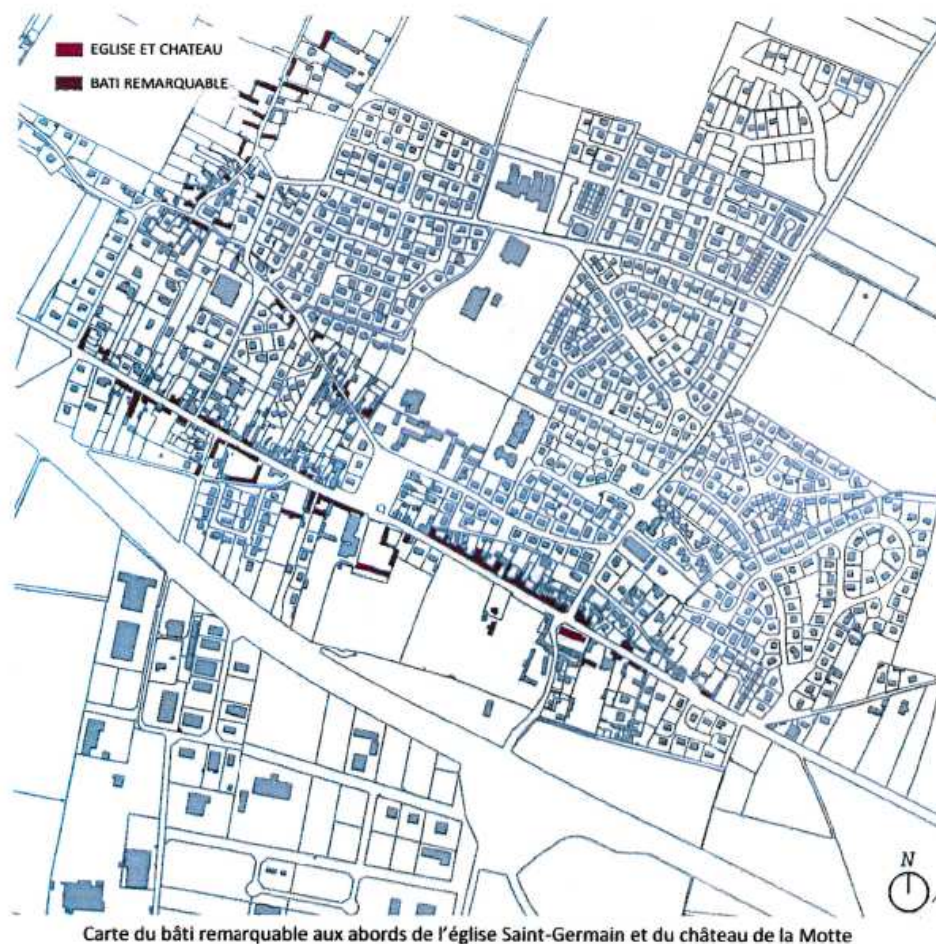 EGLISE ET CHATEAU
BATI REMARQUABLE
N
Carte du bâti remarquable aux abords de l'église Saint-Germain et du château de la Motte